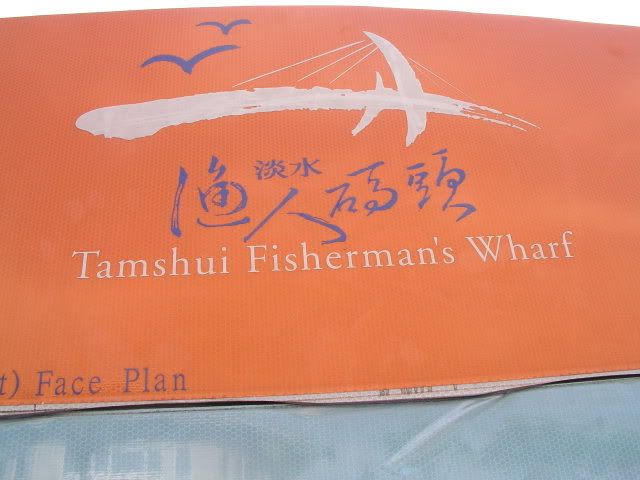 淡水
漁人碼頭
Tamshui Fisherman's Wharf
t) Face Plan